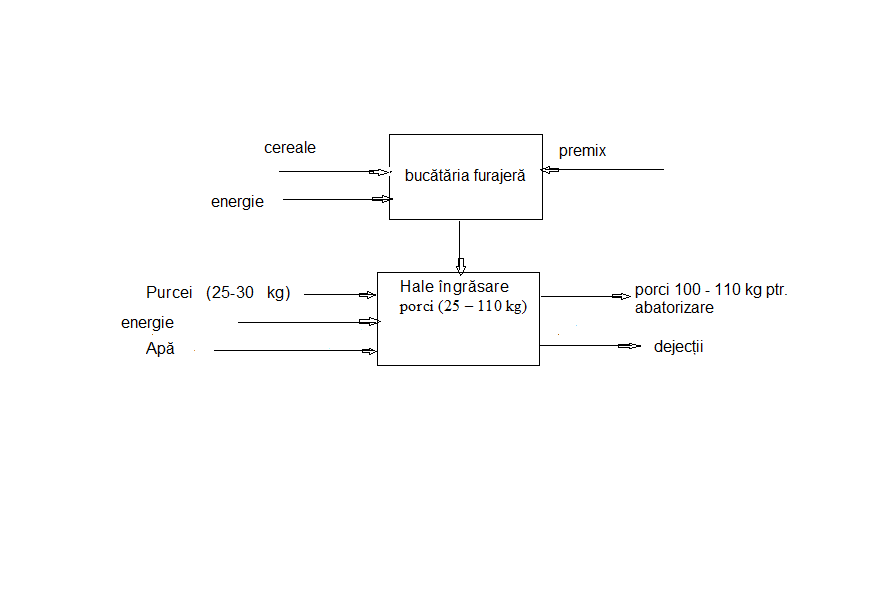 cereale
premix
bucătăria furajeră
energie
Hale îngrăsare
porci (25 – 110 kg)
Purcei (25-30 kg)
energie
Apă
porci 100 - 110 kg ptr.
abatorizare
dejecții